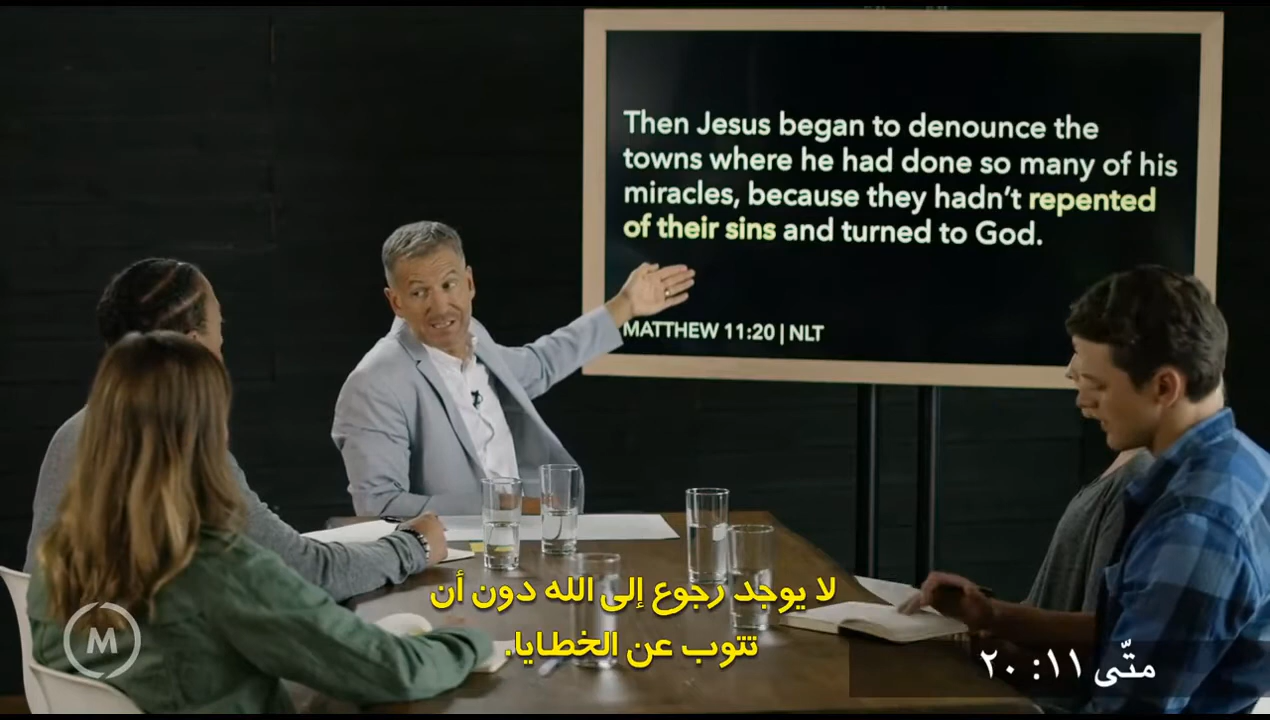 Then Jesus began to denounce the
towns where he had done so many of his
miracles, because they hadn't repented
of their sins and turned to God.
MATTHEW 11:20 | NLT
لا يوجد رجوع إلى الله دون أن
تتوب عن الخطايا.
M
متّى ١١: ٢٠